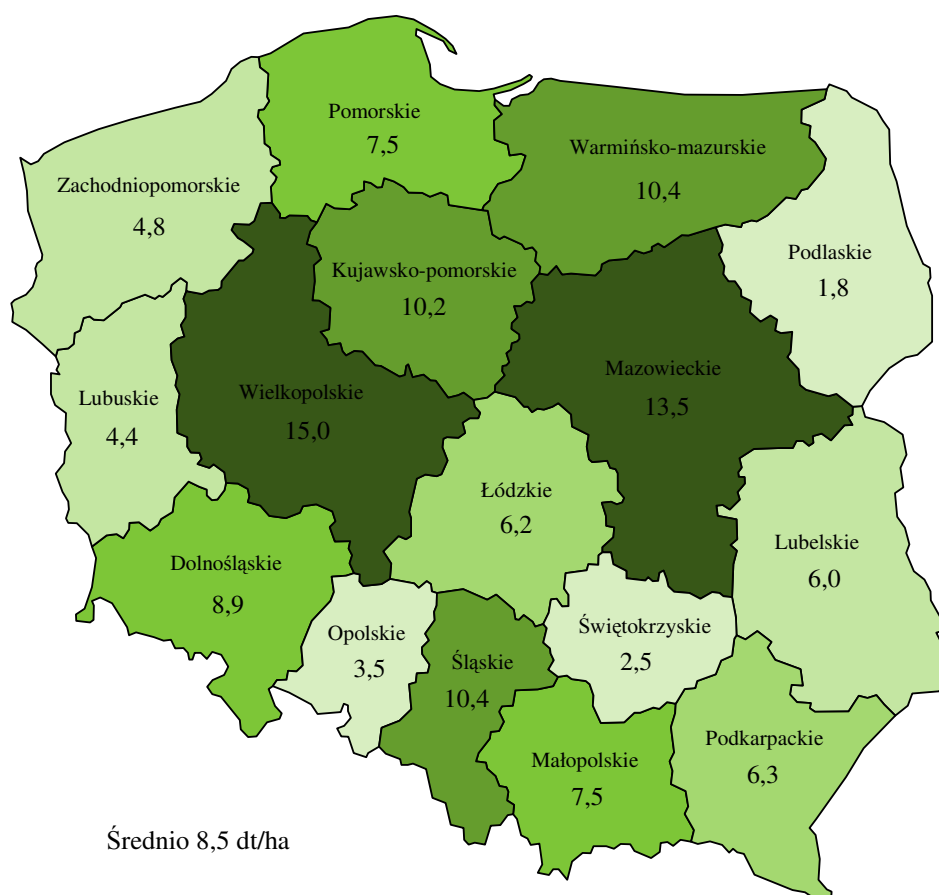 Pomorskie
7,5
Warmińsko-mazurskie
10,4
Zachodniopomorskie
4,8
Podlaskie
1,8
Kujawsko-pomorskie
10,2
Mazowieckie
13,5
Wielkopolskie
15,0
Lubuskie
4,4
Łódzkie
6,2
Lubelskie
6,0
Dolnośląskie
8,9
Opolskie
3,5
Świętokrzyskie
2,5
Śląskie
10,4
Podkarpackie
6,3
Małopolskie
7,5
Średnio 8,5 dt/ha